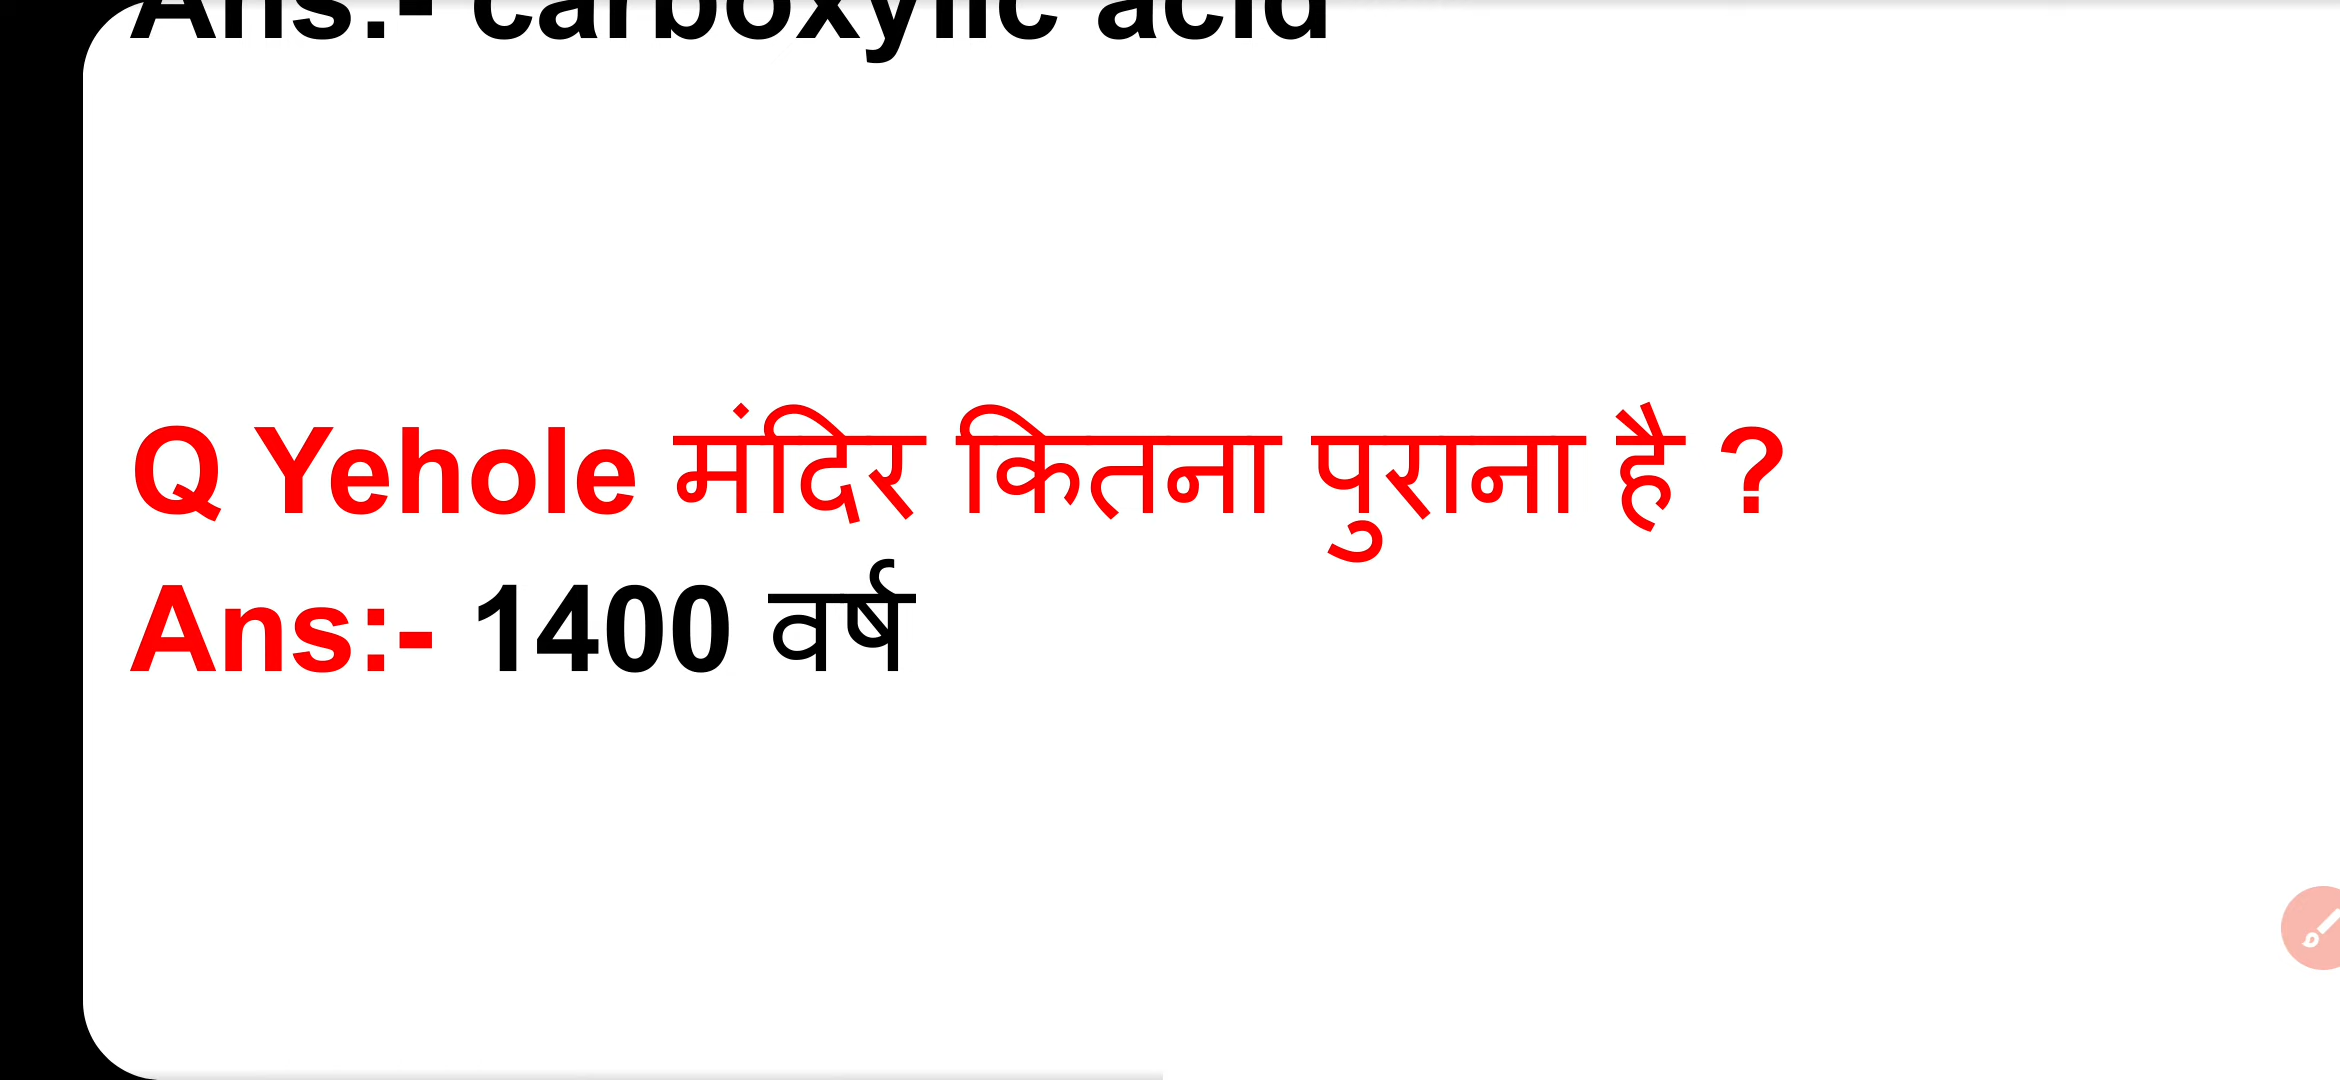 Ans:- carboxylic acid
Q Yehole मंदिर कितना पुराना है ?
Ans:- 1400 वर्ष